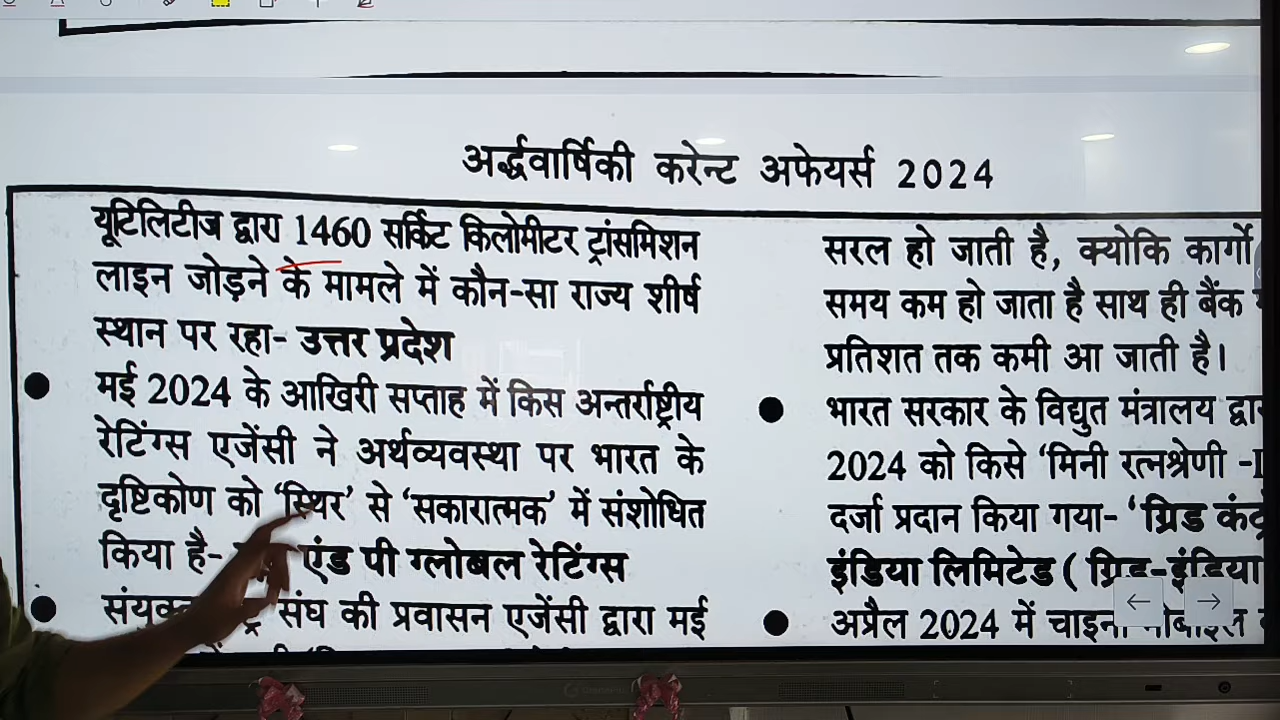 अर्द्धवार्षिकी करेन्ट अफेयर्स 2024
यूटिलिटीज द्वारा 1460 सर्किट किलोमीटर ट्रांसमिशन
लाइन जोड़ने के मामले में कौन-सा राज्य शीर्ष
स्थान पर रहा- उत्तर प्रदेश
● मई 2024 के आखिरी सप्ताह में किस अन्तर्राष्ट्रीय
रेटिंग्स एजेंसी ने अर्थव्यवस्था पर भारत के
दृष्टिकोण को ‘स्थिर’ से ‘सकारात्मक’ में संशोधित
किया है- एंड पी ग्लोबल रेटिंग्स
● संघ की प्रवासन एजेंसी द्वारा मई
सरल हो जाती है, क्योकि कार्गो
समय कम हो जाता है साथ ही बैंक
प्रतिशत तक कमी आ जाती है।
● भारत सरकार के विद्युत मंत्रालय
2024 को किसे ‘मिनी रत्नश्रेणी -I
दर्जा प्रदान किया गया- ‘ग्रिड
इंडिया लिमिटेड ( ग्रिड-इंडिया
● अप्रैल 2024 में